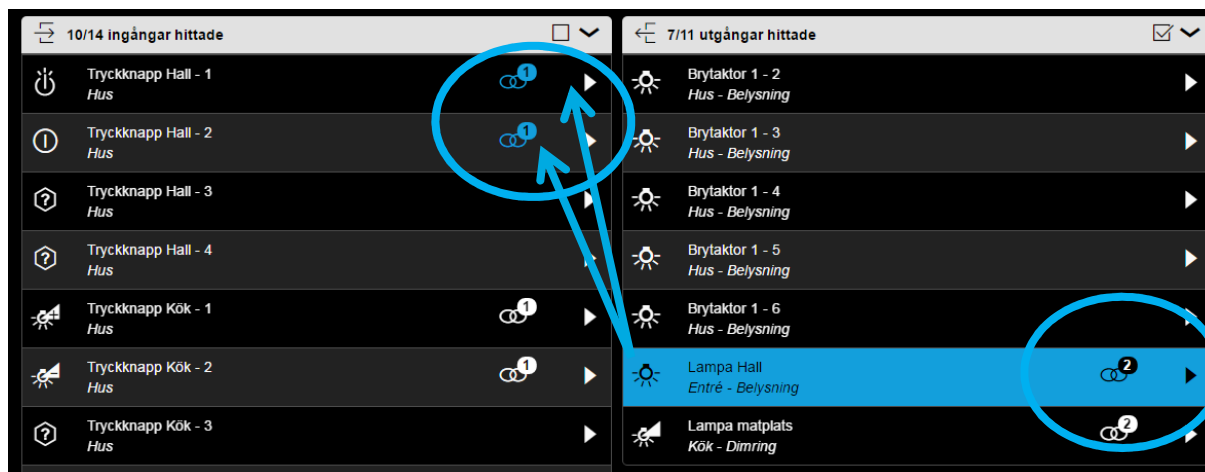 10/14 ingångar hittade
Tryckknapp Hall - 1
Hus
1
Tryckknapp Hall - 2
Hus
1
Tryckknapp Hall - 3
Hus
Tryckknapp Hall - 4
Hus
Tryckknapp Kök - 1
Hus
1
Tryckknapp Kök - 2
Hus
1
Tryckknapp Kök - 3
Hus
7/11 utgångar hittade
Brytaktor 1 - 2
Hus - Belysning
Brytaktor 1 - 3
Hus - Belysning
Brytaktor 1 - 4
Hus - Belysning
Brytaktor 1 - 5
Hus - Belysning
Brytaktor 1 - 6
Hus - Belysning
Lampa Hall
Entré - Belysning
2
Lampa matplats
Kök - Dimring
2